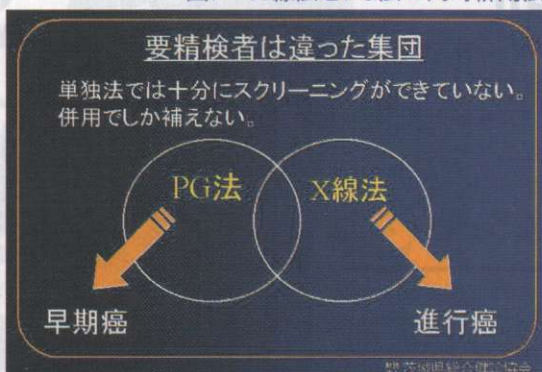 要精検者は違った集団
単独法では十分にスクリーニングができていない。
併用でしか補えない。
PG法
X線法
早期癌
進行癌